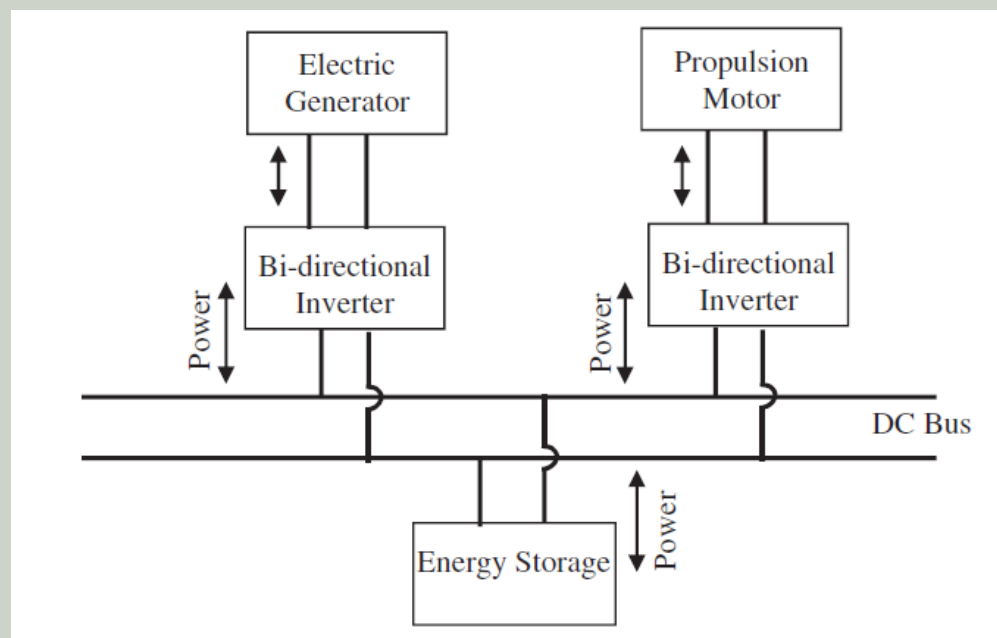 Electric
Generator
Propulsion
Motor
Bi-directional
Inverter
Bi-directional
Inverter
Power
Power
DC Bus
Energy Storage
Power